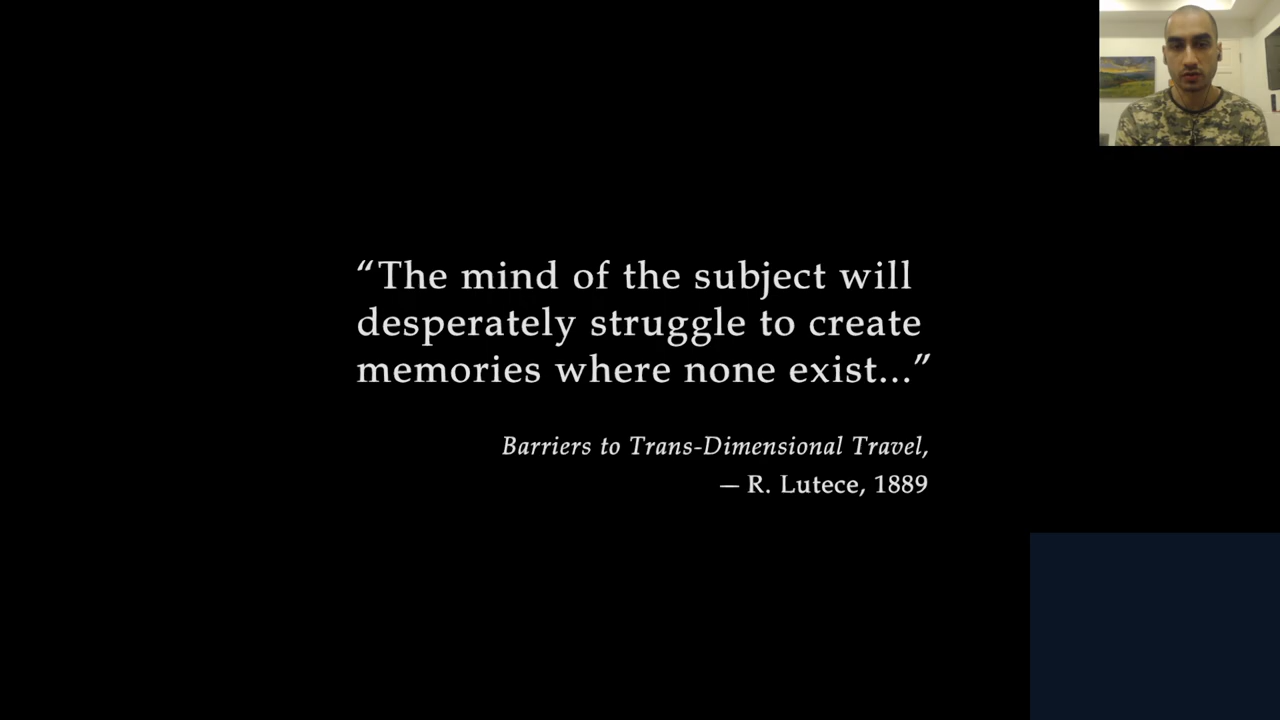 “The mind of the subject will
desperately struggle to create
memories where none exist...”
Barriers to Trans-Dimensional Travel,
— R. Lutece, 1889